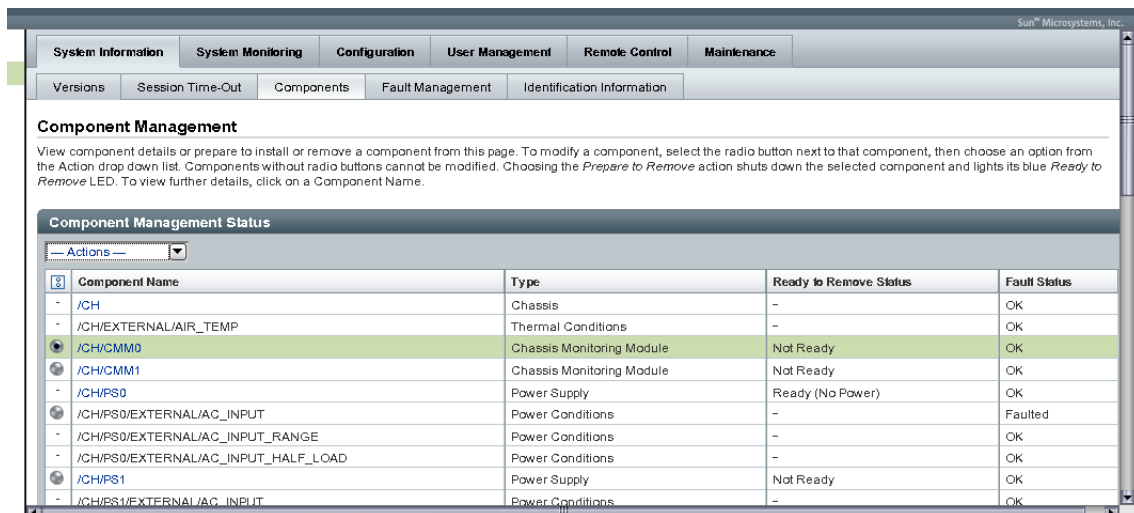 Sun™ Microsystems, Inc.
System Information System Monitoring Configuration User Management Remote Control Maintenance
Versions Session Time-Out Components Fault Management Identification Information
Component Management
View component details or prepare to install or remove a component from this page. To modify a component, select the radio button next to that component, then choose an option from
the Action drop down list. Components without radio buttons cannot be modified. Choosing the Prepare to Remove action shuts down the selected component and lights its blue Ready to
Remove LED. To view further details, click on a Component Name.
Component Management Status
— Actions —
Component Name Type Ready to Remove Status Fault Status
- /CH Chassis - OK
- /CH/EXTERNAL/AIR_TEMP Thermal Conditions - OK
/CH/CMM0 Chassis Monitoring Module Not Ready OK
/CH/CMM1 Chassis Monitoring Module Not Ready OK
- /CH/PS0 Power Supply Ready (No Power) OK
/CH/PS0/EXTERNAL/AC_INPUT Power Conditions - Faulted
- /CH/PS0/EXTERNAL/AC_INPUT_RANGE Power Conditions - OK
- /CH/PS0/EXTERNAL/AC_INPUT_HALF_LOAD Power Conditions - OK
/CH/PS1 Power Supply Not Ready OK
- /CH/PS1/EXTERNAL/AC_INPUT Power Conditions - OK